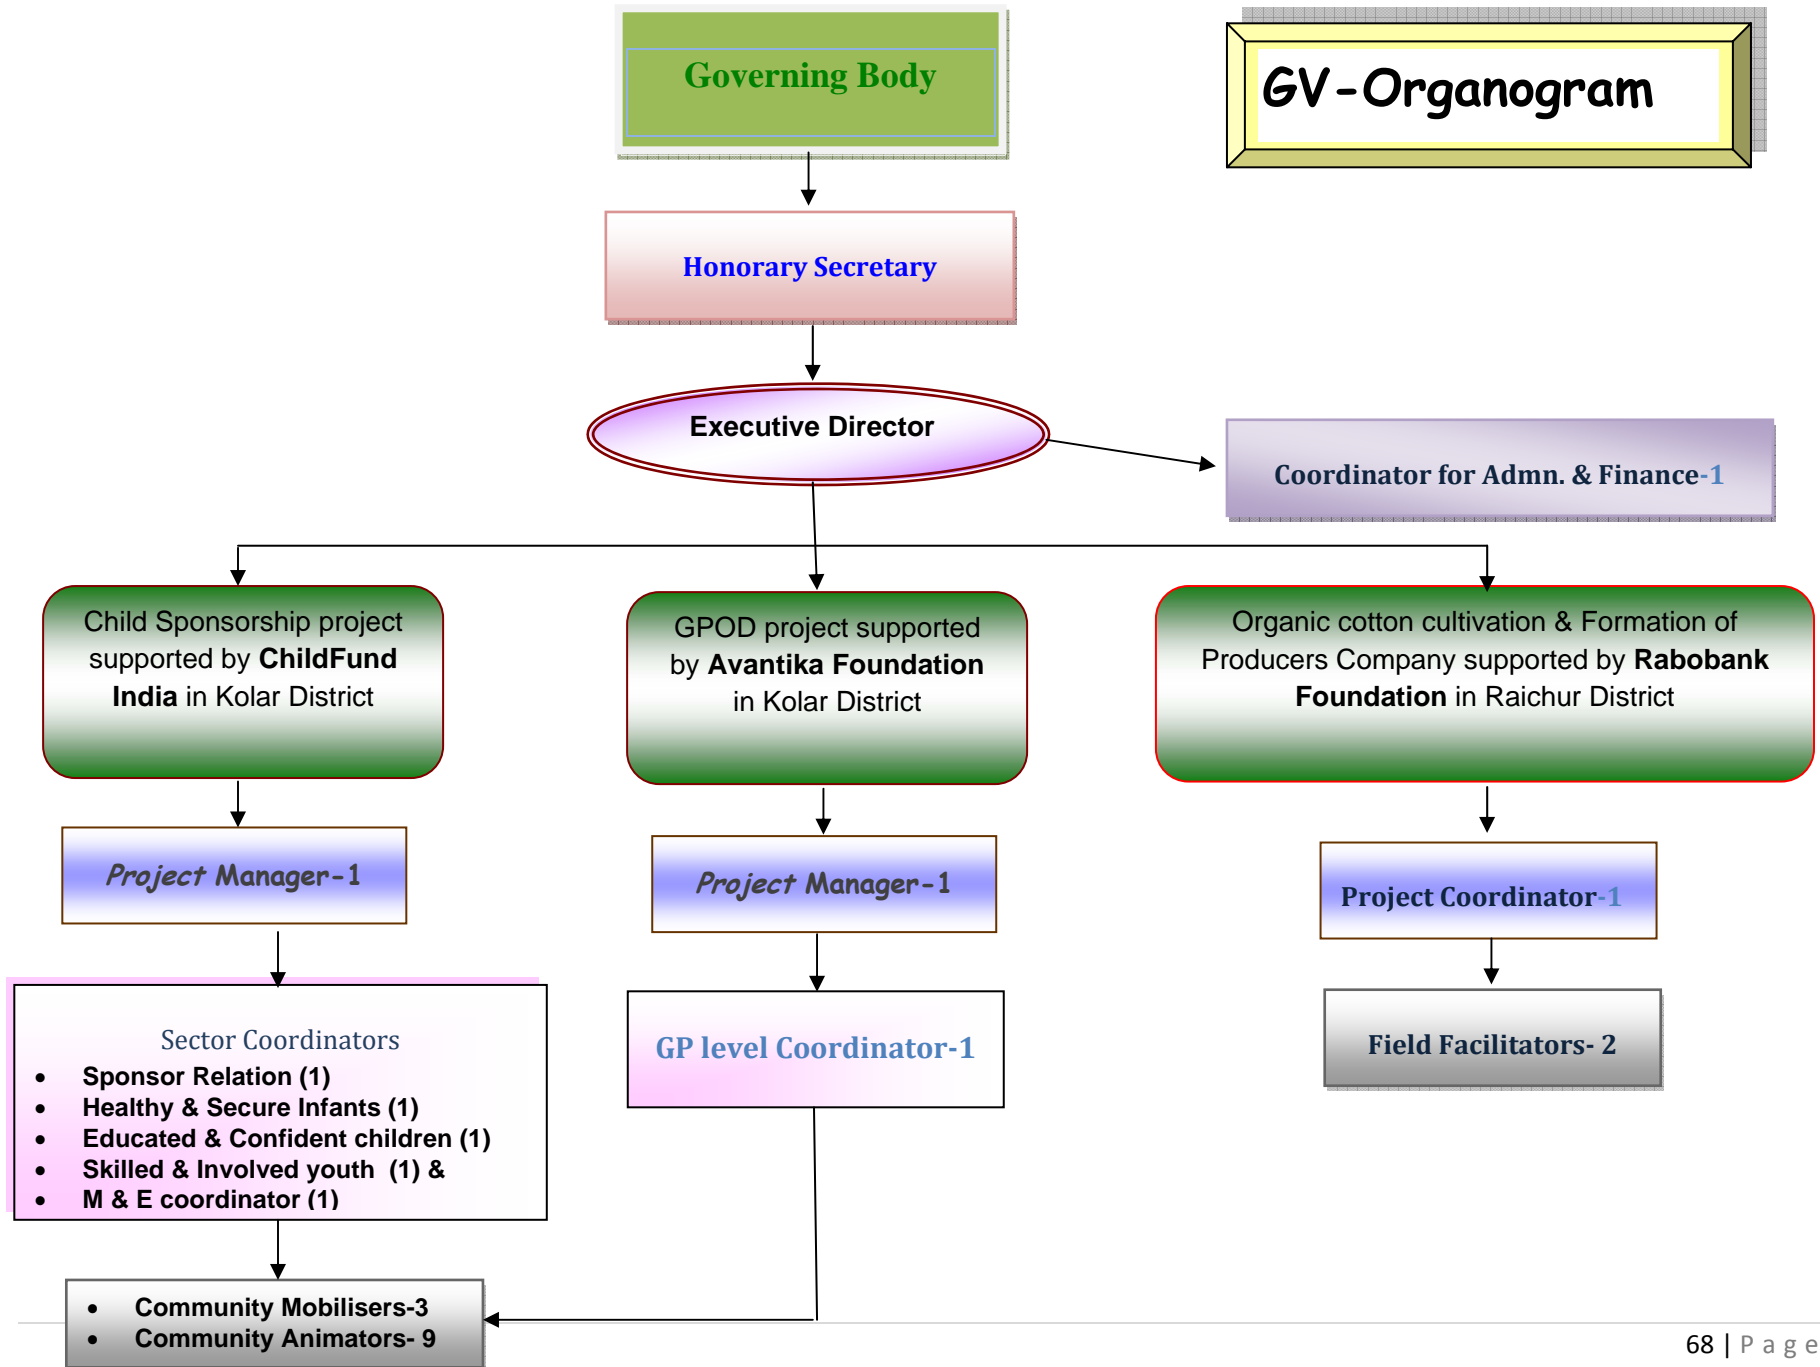 Governing Body
GV-Organogram
Honorary Secretary
Executive Director
Coordinator for Admn. & Finance-1
Child Sponsorship project
supported by ChildFund
India in Kolar District
GPOD project supported
by Avantika Foundation
in Kolar District
Organic cotton cultivation & Formation of
Producers Company supported by Rabobank
Foundation in Raichur District
Project Manager-1
Project Manager-1
Project Coordinator-1
Sector Coordinators
• Sponsor Relation (1)
• Healthy & Secure Infants (1)
• Educated & Confident children (1)
• Skilled & Involved youth (1) &
• M & E coordinator (1)
GP level Coordinator-1
Field Facilitators- 2
• Community Mobilisers-3
• Community Animators- 9
68 | Page